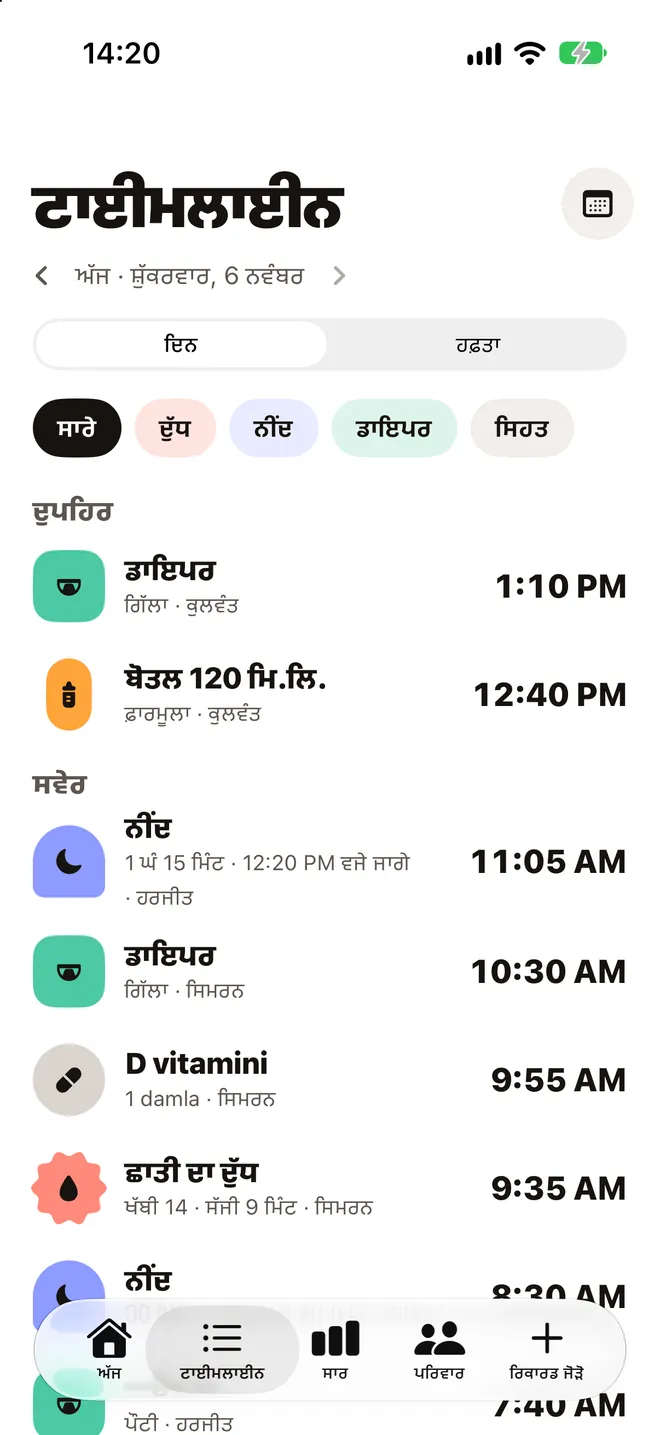 14:20
ਟਾਈਮਲਾਈਨ
ਅੱਜ · ਸ਼ੁੱਕਰਵਾਰ, 6 ਨਵੰਬਰ
ਦਿਨ ਹਫ਼ਤਾ
ਸਾਰੇ ਦੁੱਧ ਨੀਂਦ ਡਾਇਪਰ ਸਿਹਤ
ਦੁਪਹਿਰ
ਡਾਇਪਰ 1:10 PM
ਗਿੱਲਾ · ਕੁਲਵੰਤ
ਬੋਤਲ 120 ਮਿ.ਲਿ. 12:40 PM
ਫ਼ਾਰਮੂਲਾ · ਕੁਲਵੰਤ
ਸਵੇਰ
ਨੀਂਦ 11:05 AM
1 ਘੰ 15 ਮਿੰਟ · 12:20 PM ਵਜੇ ਜਾਗੇ
· ਹਰਜੀਤ
ਡਾਇਪਰ 10:30 AM
ਗਿੱਲਾ · ਸਿਮਰਨ
D vitamini 9:55 AM
1 damla · ਸਿਮਰਨ
ਛਾਤੀ ਦਾ ਦੁੱਧ 9:35 AM
ਖੱਬੀ 14 · ਸੱਜੀ 9 ਮਿੰਟ · ਸਿਮਰਨ
ਨੀਂਦ 8:30 AM
ਅੱਜ ਟਾਈਮਲਾਈਨ ਸਾਰ ਪਰਿਵਾਰ ਰਿਕਾਰਡ ਜੋੜੋ
7:40 AM
ਪੌਟੀ · ਹਰਜੀਤ